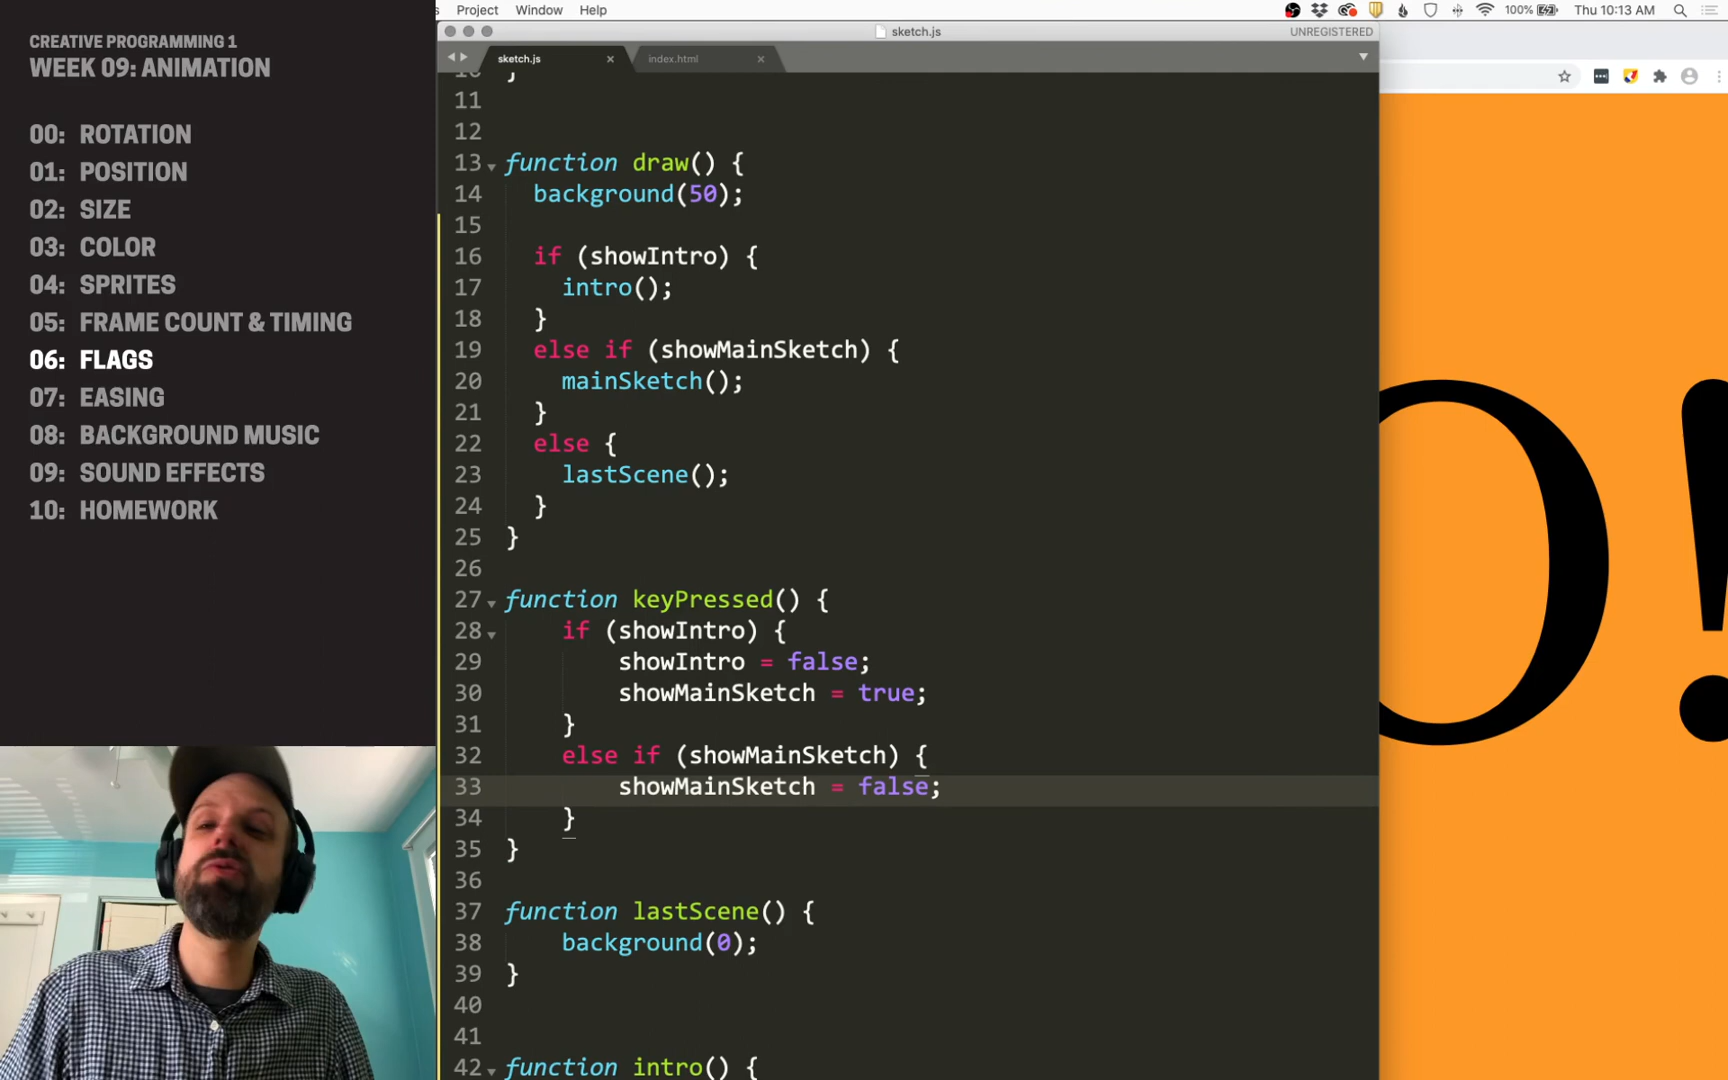 Project Window Help
100% Thu 10:13 AM
CREATIVE PROGRAMMING 1
WEEK 09: ANIMATION
00: ROTATION
01: POSITION
02: SIZE
03: COLOR
04: SPRITES
05: FRAME COUNT & TIMING
06: FLAGS
07: EASING
08: BACKGROUND MUSIC
09: SOUND EFFECTS
10: HOMEWORK
sketch.js
UNREGISTERED
sketch.js
index.html
10 }
11
12
13 function draw() {
14 background(50);
15
16 if (showIntro) {
17 intro();
18 }
19 else if (showMainSketch) {
20 mainSketch();
21 }
22 else {
23 lastScene();
24 }
25 }
26
27 function keyPressed() {
28 if (showIntro) {
29 showIntro = false;
30 showMainSketch = true;
31 }
32 else if (showMainSketch) {
33 showMainSketch = false;
34 }
35 }
36
37 function lastScene() {
38 background(0);
39 }
40
41
42 function intro() {
O!